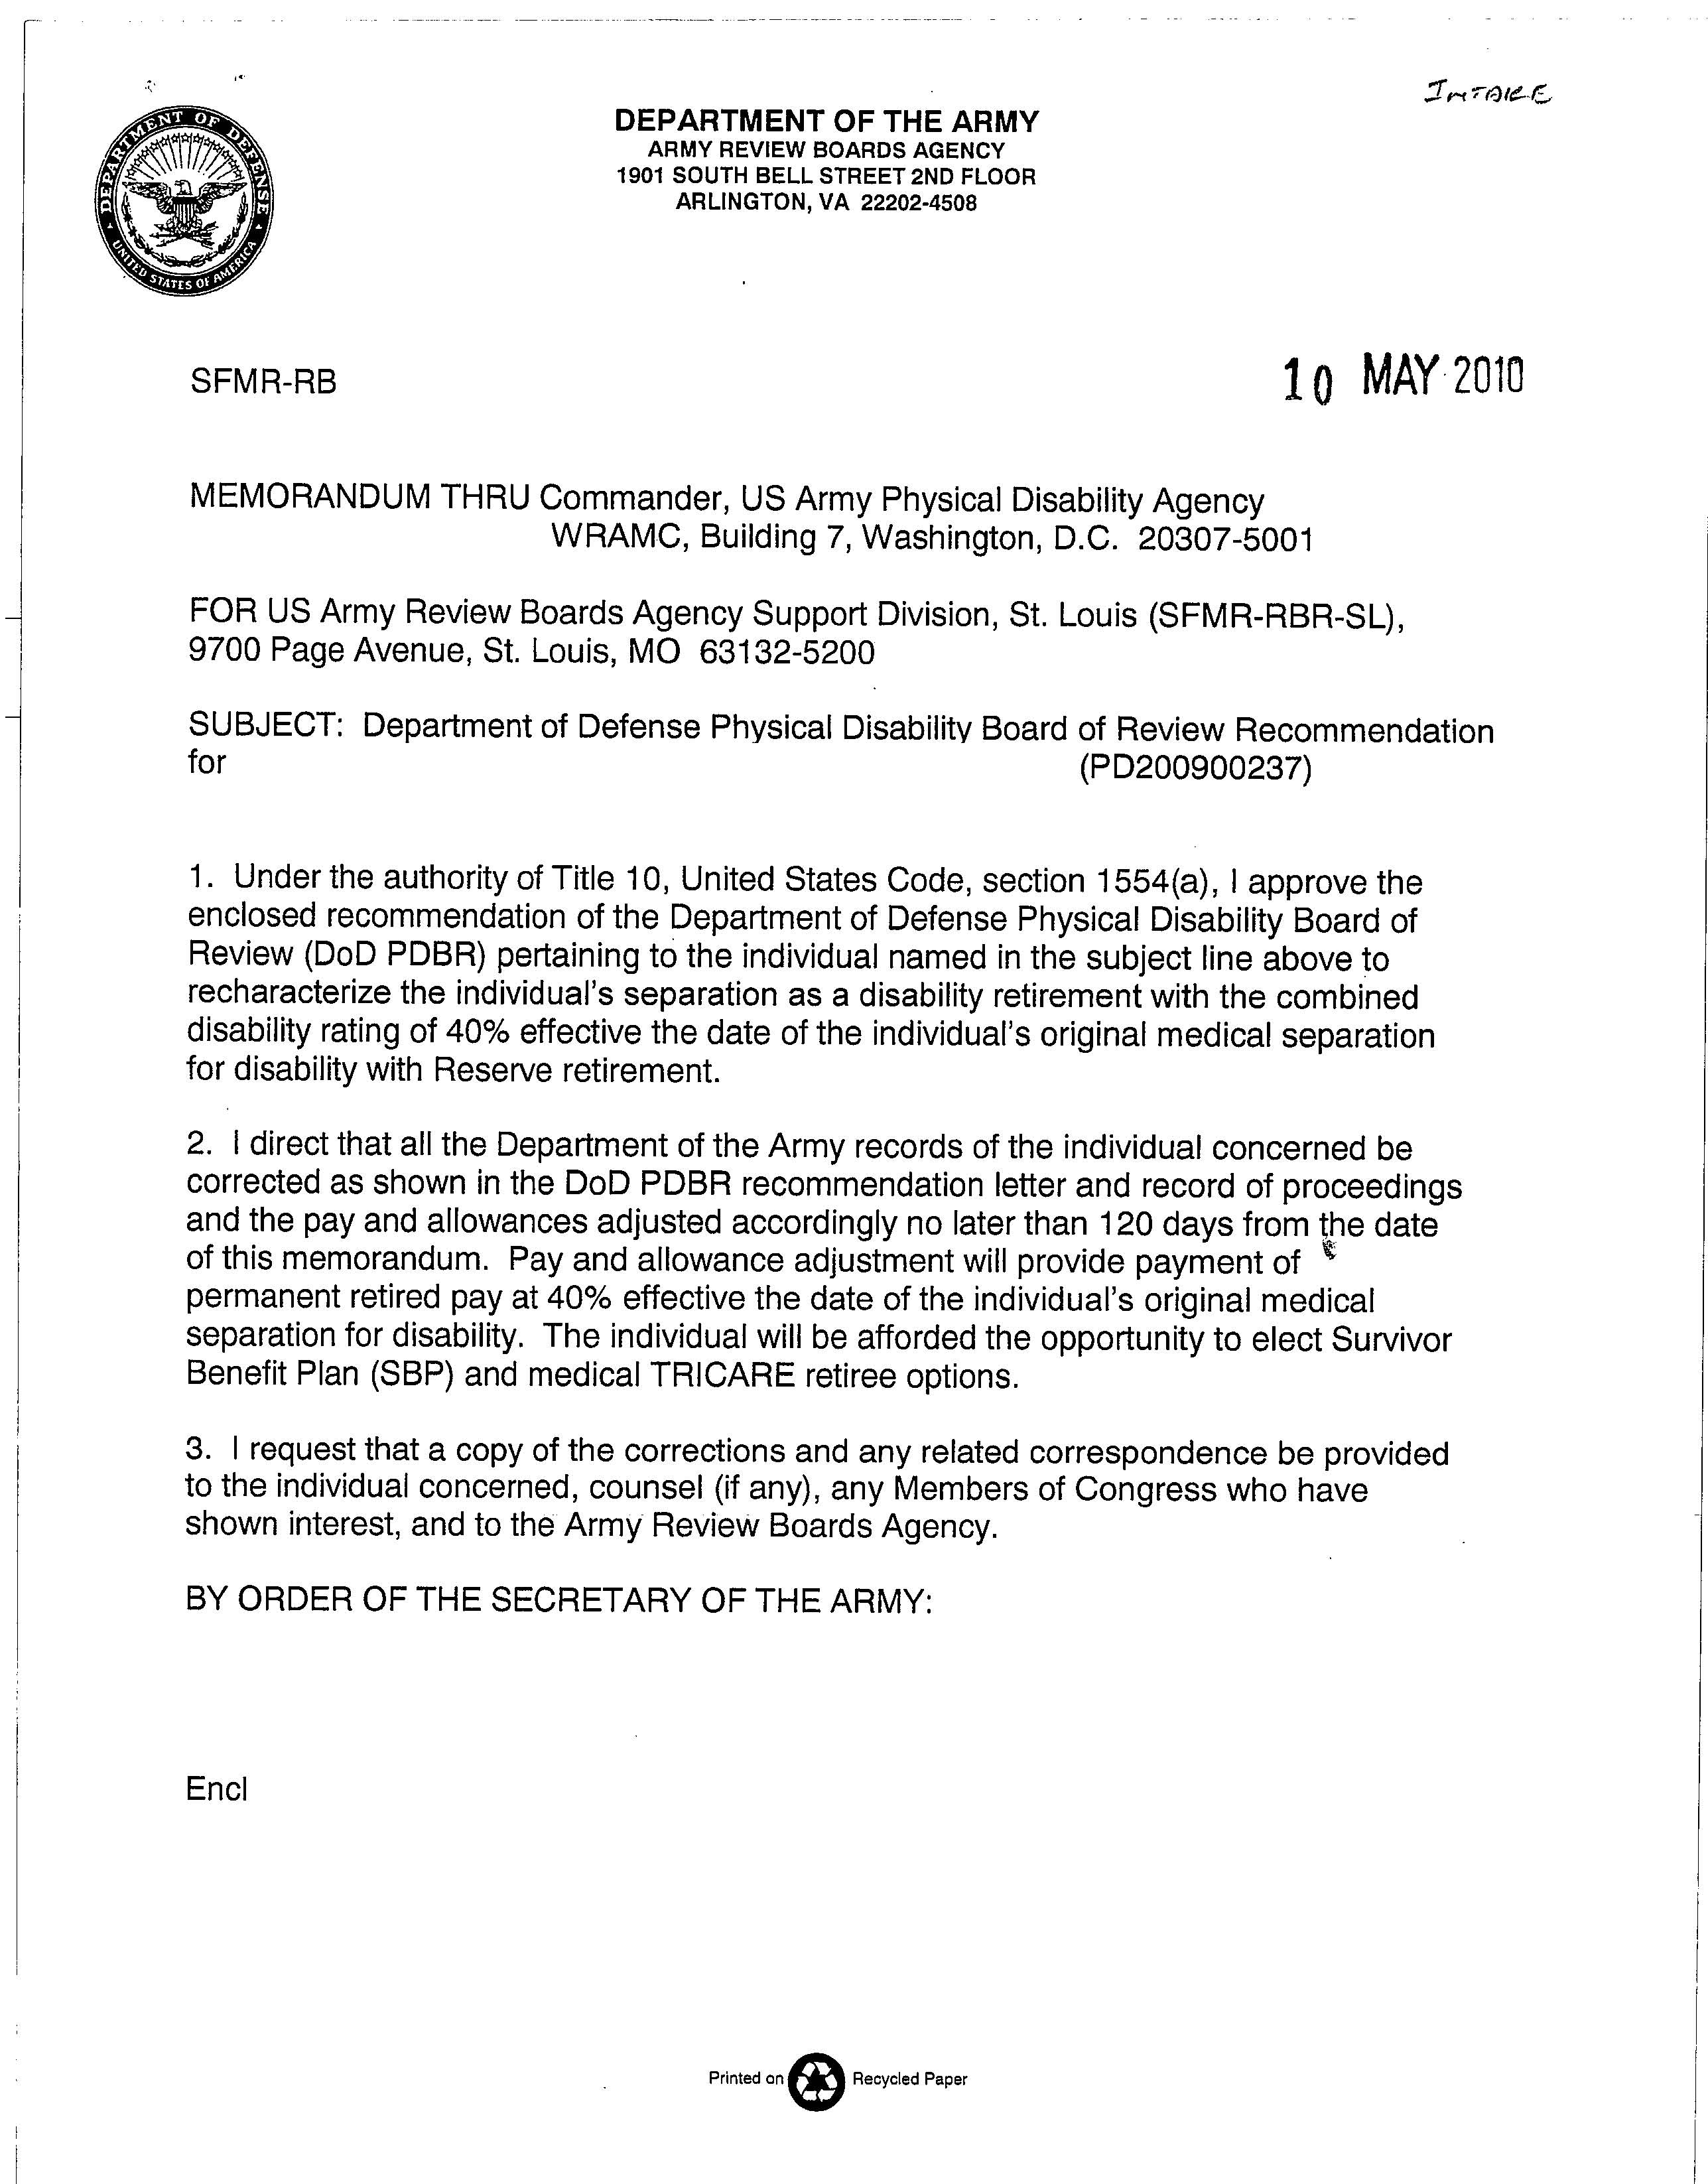 INTAKE
DEPARTMENT OF DEFENSE
UNITED STATES OF AMERICA
DEPARTMENT OF THE ARMY
ARMY REVIEW BOARDS AGENCY
1901 SOUTH BELL STREET 2ND FLOOR
ARLINGTON, VA 22202-4508
SFMR-RB
10 MAY 2010
MEMORANDUM THRU Commander, US Army Physical Disability Agency
WRAMC, Building 7, Washington, D.C. 20307-5001
FOR US Army Review Boards Agency Support Division, St. Louis (SFMR-RBR-SL),
9700 Page Avenue, St. Louis, MO 63132-5200
SUBJECT: Department of Defense Physical Disability Board of Review Recommendation
for (PD200900237)
1. Under the authority of Title 10, United States Code, section 1554(a), I approve the
enclosed recommendation of the Department of Defense Physical Disability Board of
Review (DoD PDBR) pertaining to the individual named in the subject line above to
recharacterize the individual's separation as a disability retirement with the combined
disability rating of 40% effective the date of the individual's original medical separation
for disability with Reserve retirement.
2. I direct that all the Department of the Army records of the individual concerned be
corrected as shown in the DoD PDBR recommendation letter and record of proceedings
and the pay and allowances adjusted accordingly no later than 120 days from the date
of this memorandum. Pay and allowance adjustment will provide payment of
permanent retired pay at 40% effective the date of the individual's original medical
separation for disability. The individual will be afforded the opportunity to elect Survivor
Benefit Plan (SBP) and medical TRICARE retiree options.
3. I request that a copy of the corrections and any related correspondence be provided
to the individual concerned, counsel (if any), any Members of Congress who have
shown interest, and to the Army Review Boards Agency.
BY ORDER OF THE SECRETARY OF THE ARMY:
Encl
Printed on Recycled Paper